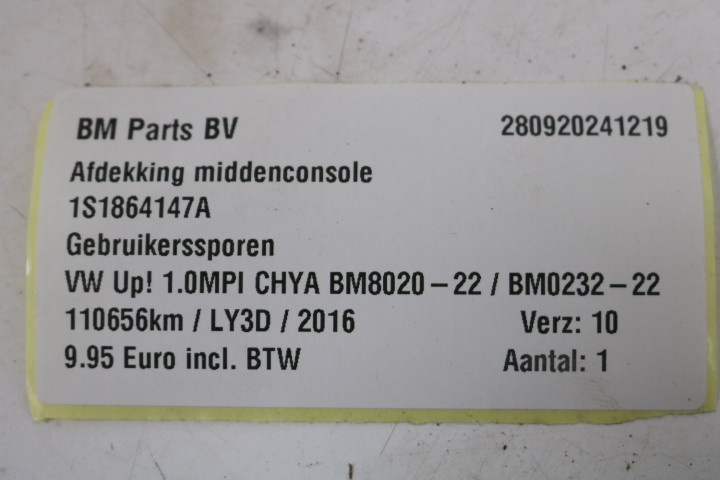 BM Parts BV 280920241219
Afdekking middenconsole
1S1864147A
Gebruikerssporen
VW Up! 1.0MPI CHYA BM8020-22 / BM0232-22
110656km / LY3D / 2016 Verz: 10
9.95 Euro incl. BTW Aantal: 1